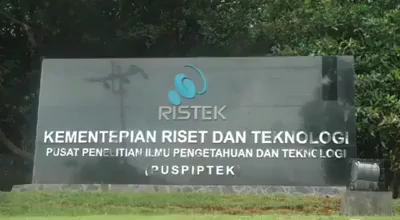 RISTEK
KEMENTEPIAN RISET DAN TEKNOLOGI
PUSAT PENELITIAN ILMU PENGETAHUAN DAN TEKNOLOGI
(PUSPIPTEK)